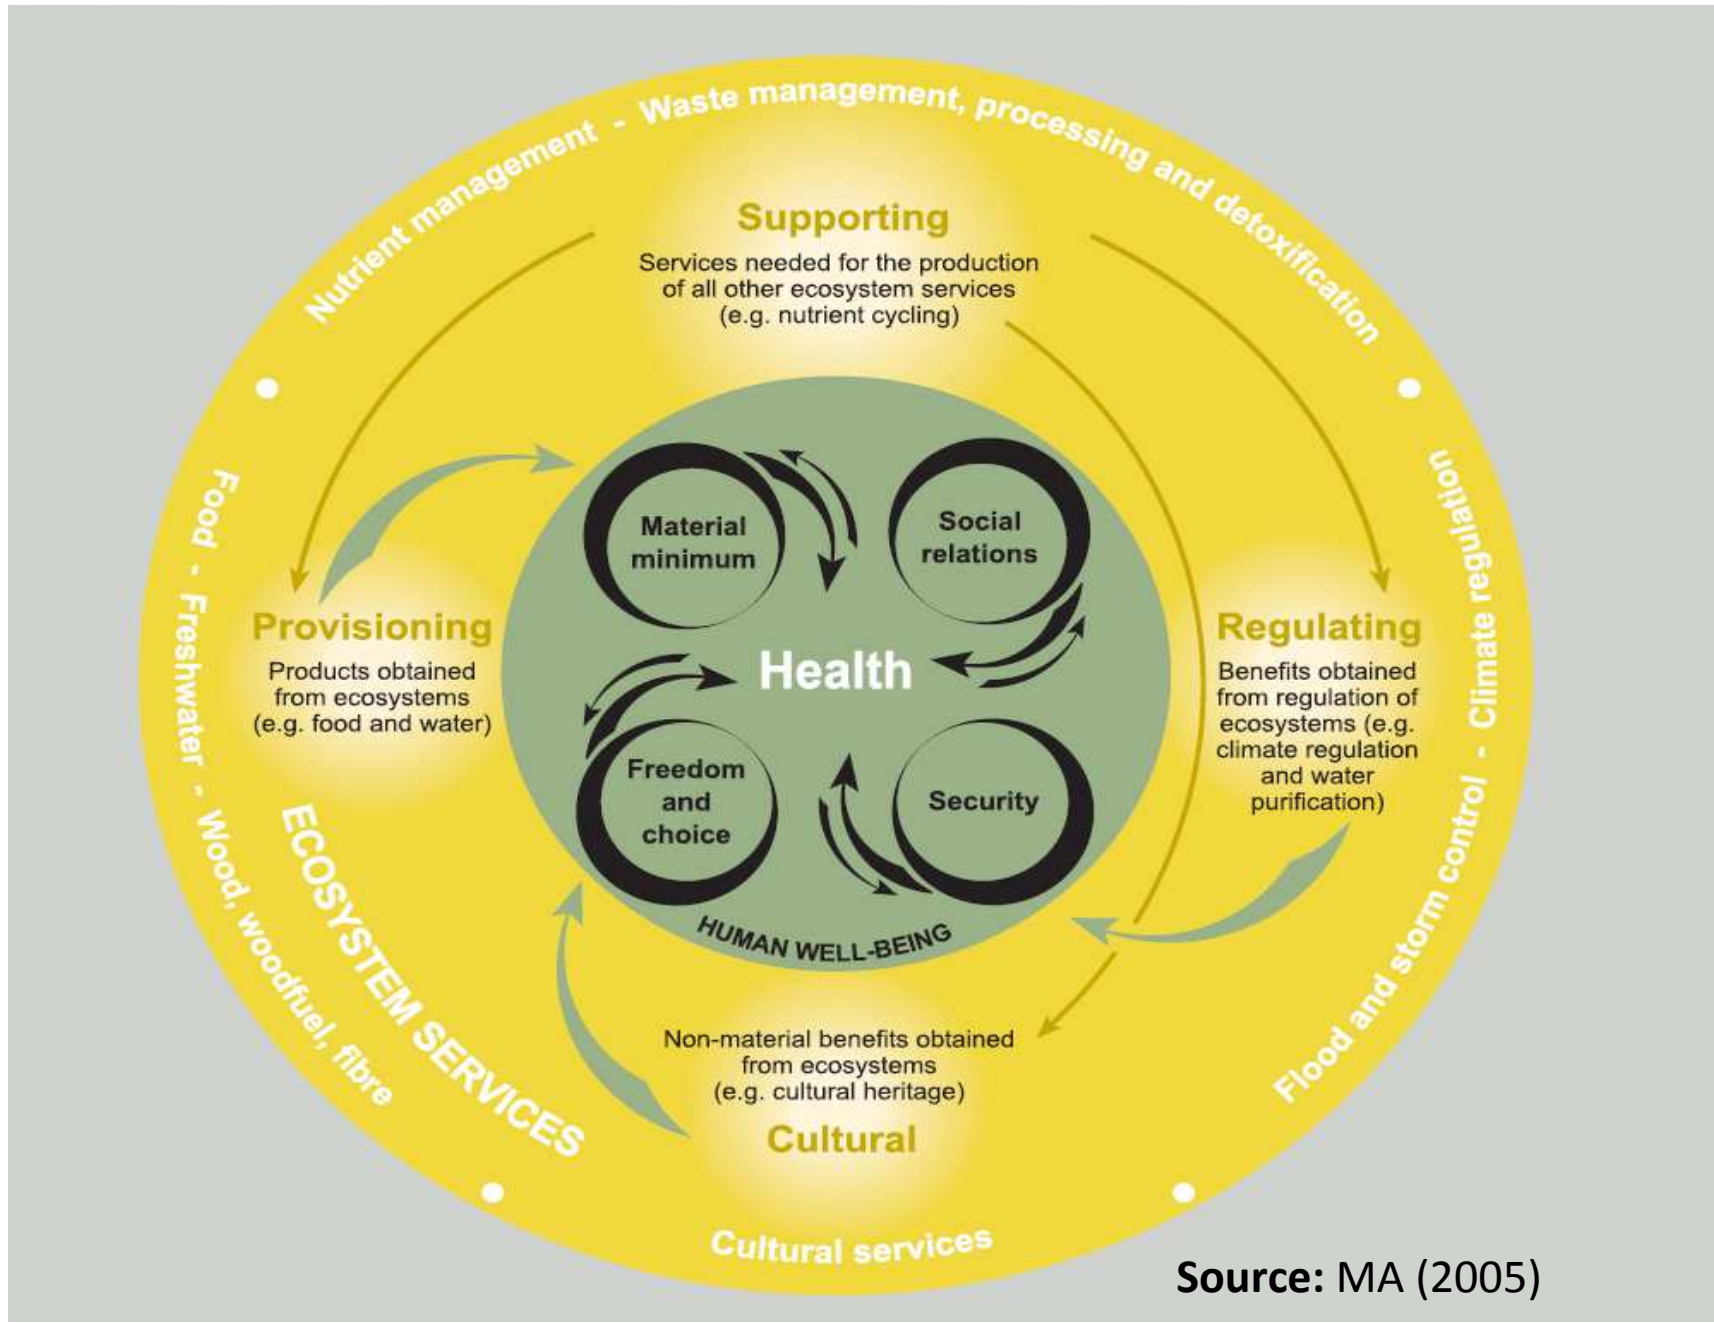 Nutrient management - Waste management, processing and detoxification
Supporting
Services needed for the production
of all other ecosystem services
(e.g. nutrient cycling)
Food - Freshwater - Wood, woodfuel, fibre
Provisioning
Products obtained
from ecosystems
(e.g. food and water)
ECOSYSTEM SERVICES
Material
minimum
Social
relations
Health
Freedom
and
choice
Security
HUMAN WELL-BEING
Regulating
Benefits obtained
from regulation of
ecosystems (e.g.
climate regulation
and water
purification)
Flood and storm control - Climate regulation
Non-material benefits obtained
from ecosystems
(e.g. cultural heritage)
Cultural
Cultural services
Source: MA (2005)